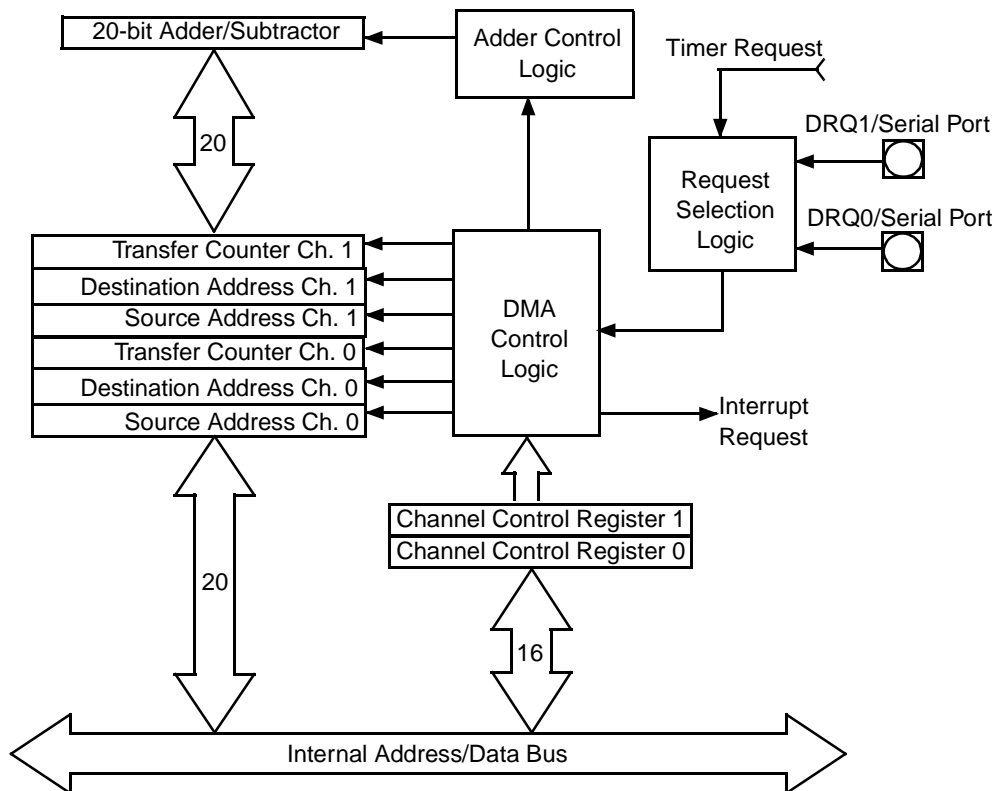 20-bit Adder/Subtractor
Adder Control
Logic
Timer Request
DRQ1/Serial Port
20
Request
Selection
Logic
DRQ0/Serial Port
Transfer Counter Ch. 1
Destination Address Ch. 1
Source Address Ch. 1
Transfer Counter Ch. 0
Destination Address Ch. 0
Source Address Ch. 0
DMA
Control
Logic
Interrupt
Request
Channel Control Register 1
Channel Control Register 0
20
16
Internal Address/Data Bus